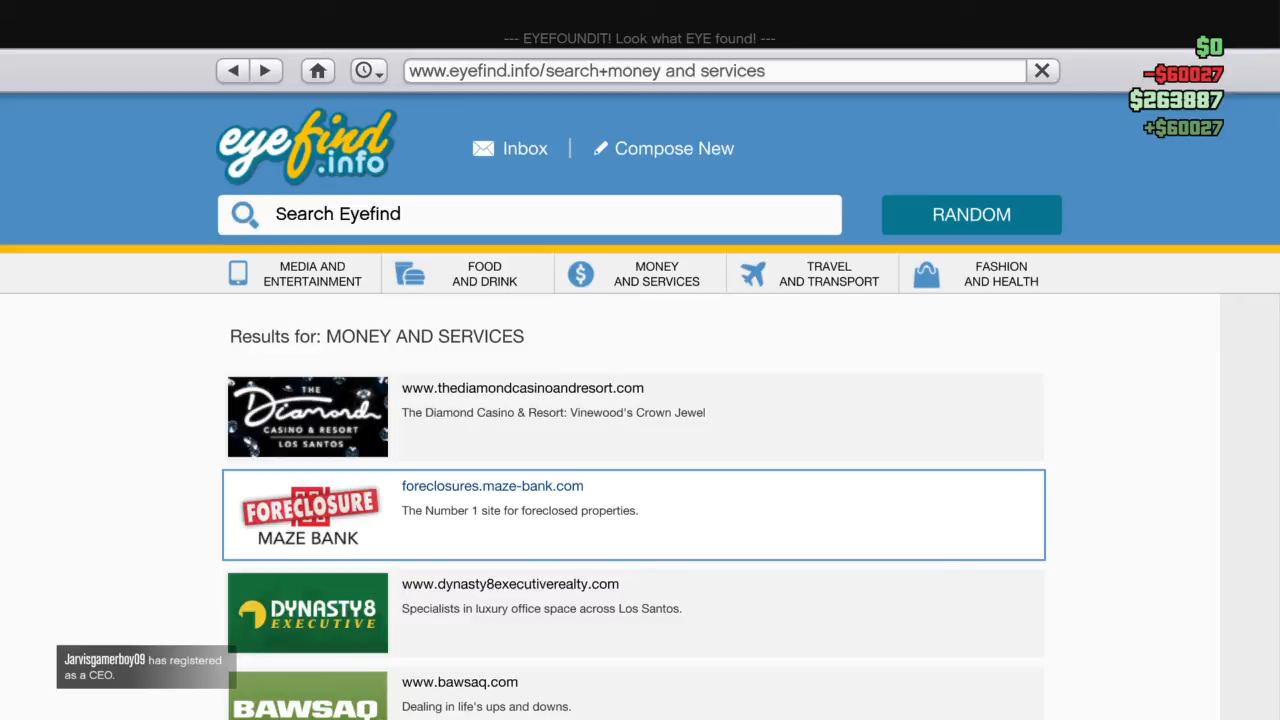 --- EYEFOUNDIT! Look what EYE found! ---
$0
-$60027
$263887
+$60027
www.eyefind.info/search+money and services
eyefind
.info
Inbox
Compose New
Search Eyefind
RANDOM
MEDIA AND
ENTERTAINMENT
FOOD
AND DRINK
MONEY
AND SERVICES
TRAVEL
AND TRANSPORT
FASHION
AND HEALTH
Results for: MONEY AND SERVICES
THE
Diamond
CASINO & RESORT
LOS SANTOS
www.thediamondcasinoandresort.com
The Diamond Casino & Resort: Vinewood's Crown Jewel
FORECLOSURE
MAZE BANK
foreclosures.maze-bank.com
The Number 1 site for foreclosed properties.
DYNASTY8
EXECUTIVE
www.dynasty8executiverealty.com
Specialists in luxury office space across Los Santos.
Jarvisgamerboy09 has registered
as a CEO.
BAWSAQ
www.bawsaq.com
Dealing in life's ups and downs.